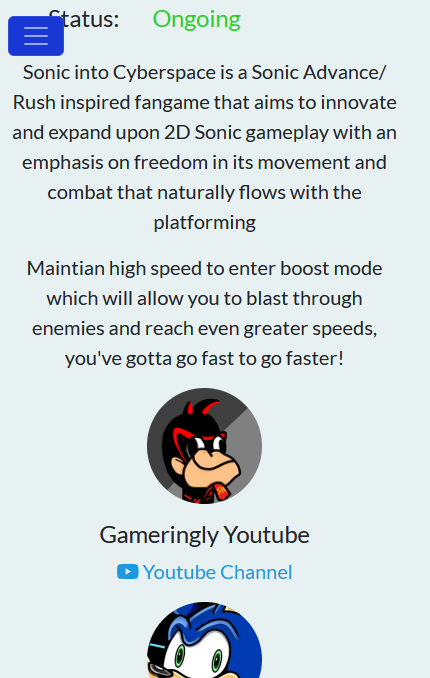 Status: Ongoing
Sonic into Cyberspace is a Sonic Advance/
Rush inspired fangame that aims to innovate
and expand upon 2D Sonic gameplay with an
emphasis on freedom in its movement and
combat that naturally flows with the
platforming
Maintian high speed to enter boost mode
which will allow you to blast through
enemies and reach even greater speeds,
you've gotta go fast to go faster!
Gameringly Youtube
Youtube Channel